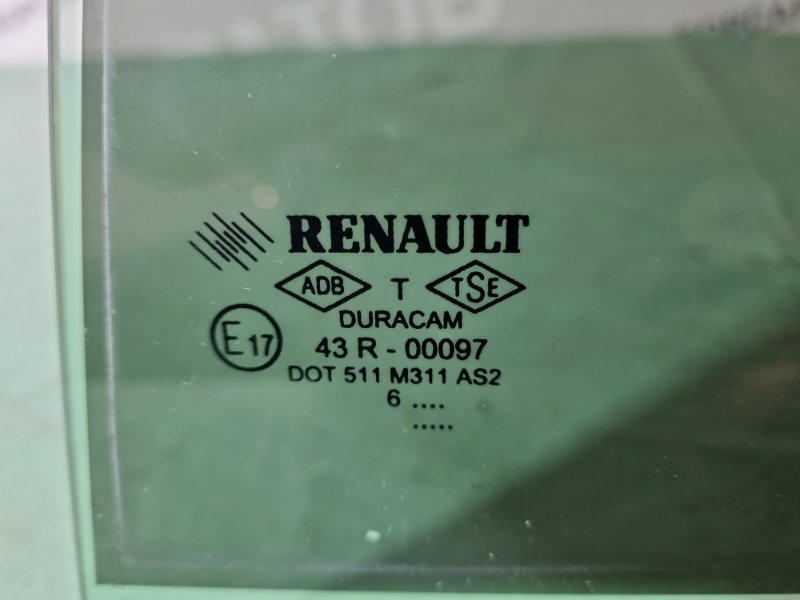 RENAULT
ADB T TSE
DURACAM
E17
43 R - 00097
DOT 511 M311 AS2
6 ....
.....